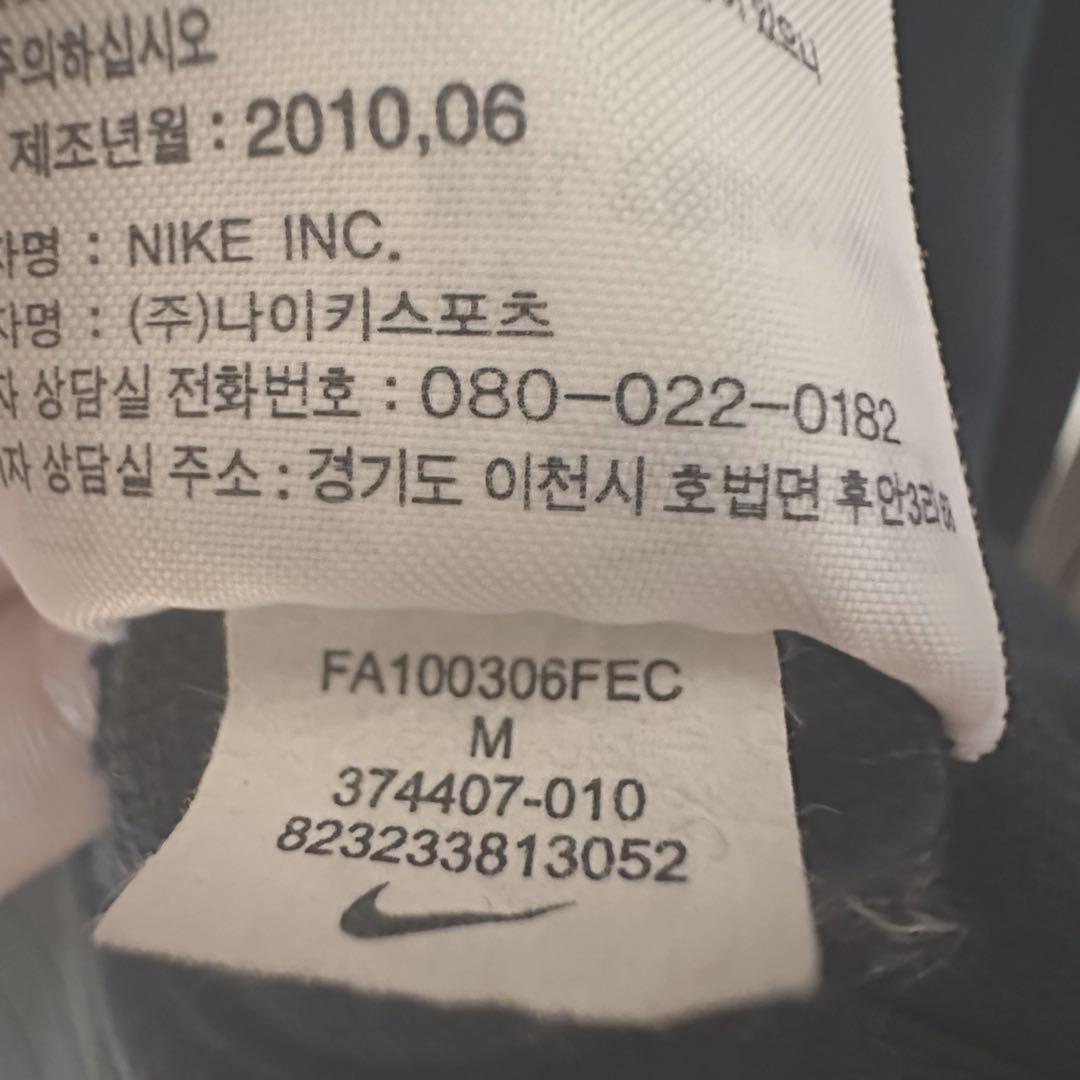 주의하십시오
제조년월 : 2010,06
자명 : NIKE INC.
자명 : (주)나이키스포츠
자 상담실 전화번호 : 080-022-0182
자 상담실 주소 : 경기도 이천시 호법면 후안3리
FA100306FEC
M
374407-010
823233813052